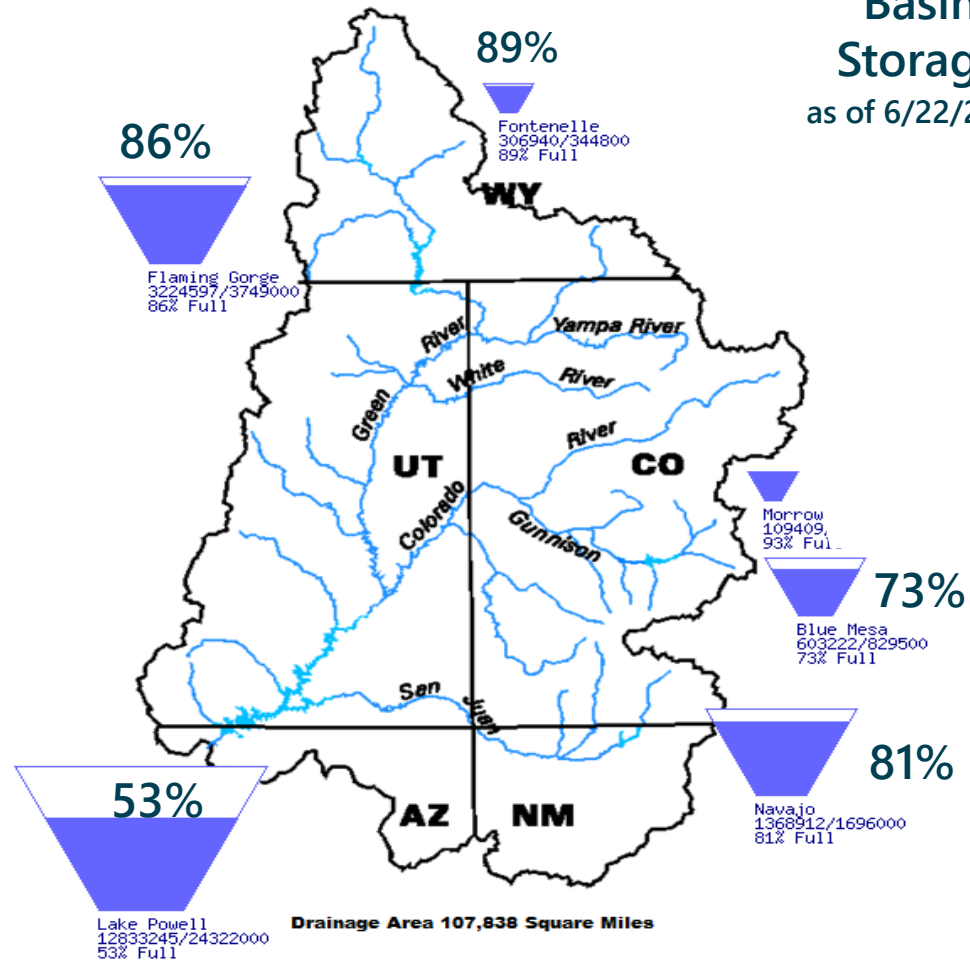 Basin
Storag
as of 6/22/2
89%
Fontenelle
306940/344800
89% Full
86%
Flaming Gorge
3224597/3749000
86% Full
WY
Yampa River
River
White
River
Green
River
UT
CO
Colorado
Gunnison
Morrow
109409,
93% Ful
73%
Blue Mesa
603222/829500
73% Full
San
Juan
81%
Navajo
1368912/1696000
81% Full
53%
AZ
NM
Lake Powell
12833245/24322000
53% Full
Drainage Area 107,838 Square Miles